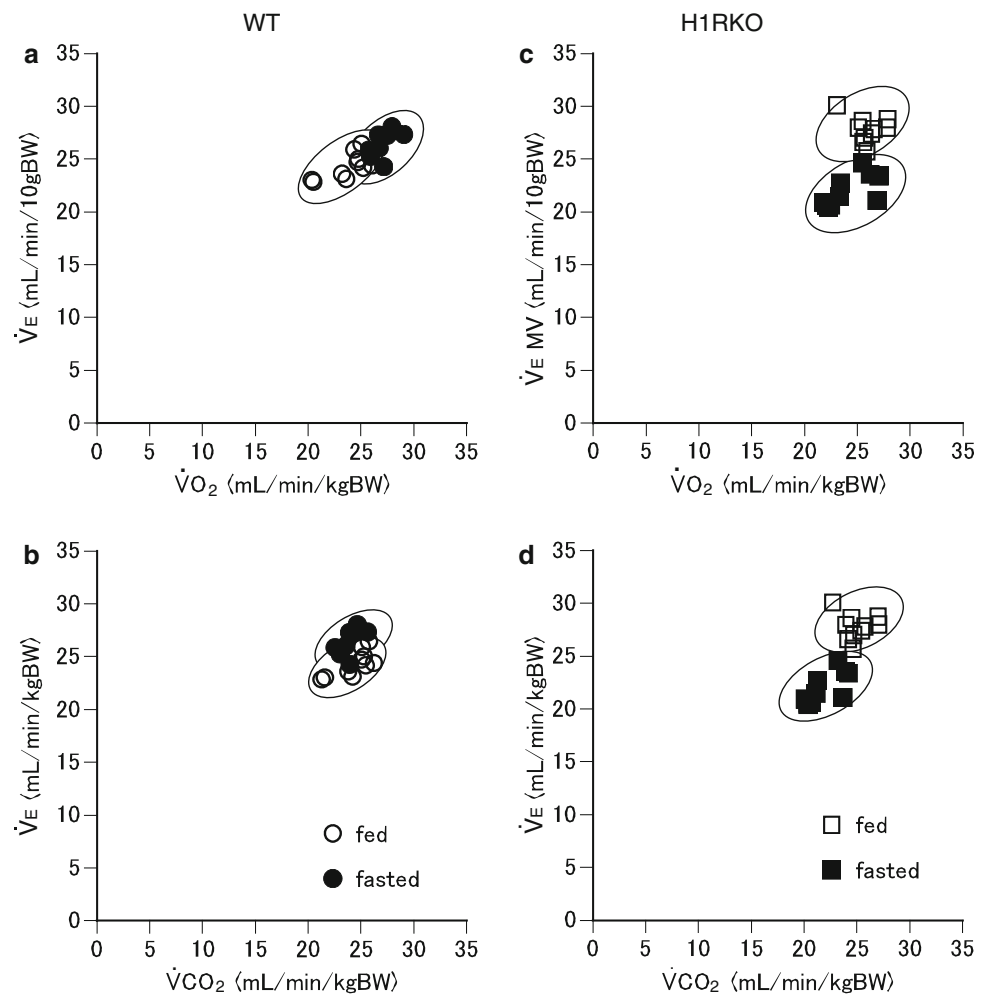 WT
H1RKO
a
35
30
25
20
15
10
5
0
V̇E (mL/min/10gBW)
0 5 10 15 20 25 30 35
V̇O₂ (mL/min/kgBW)
c
35
30
25
20
15
10
5
0
V̇E MV (mL/min/10gBW)
0 5 10 15 20 25 30 35
V̇O₂ (mL/min/kgBW)
b
35
30
25
20
15
10
5
0
V̇E (mL/min/kgBW)
fed
fasted
0 5 10 15 20 25 30 35
V̇CO₂ (mL/min/kgBW)
d
35
30
25
20
15
10
5
0
V̇E (mL/min/kgBW)
fed
fasted
0 5 10 15 20 25 30 35
V̇CO₂ (mL/min/kgBW)